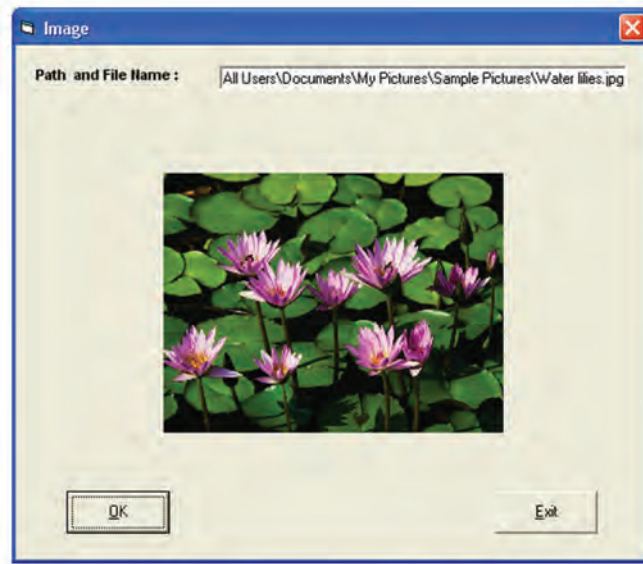 Image
Path and File Name :
All Users\Documents\My Pictures\Sample Pictures\Water lilies.jpg
OK
Exit